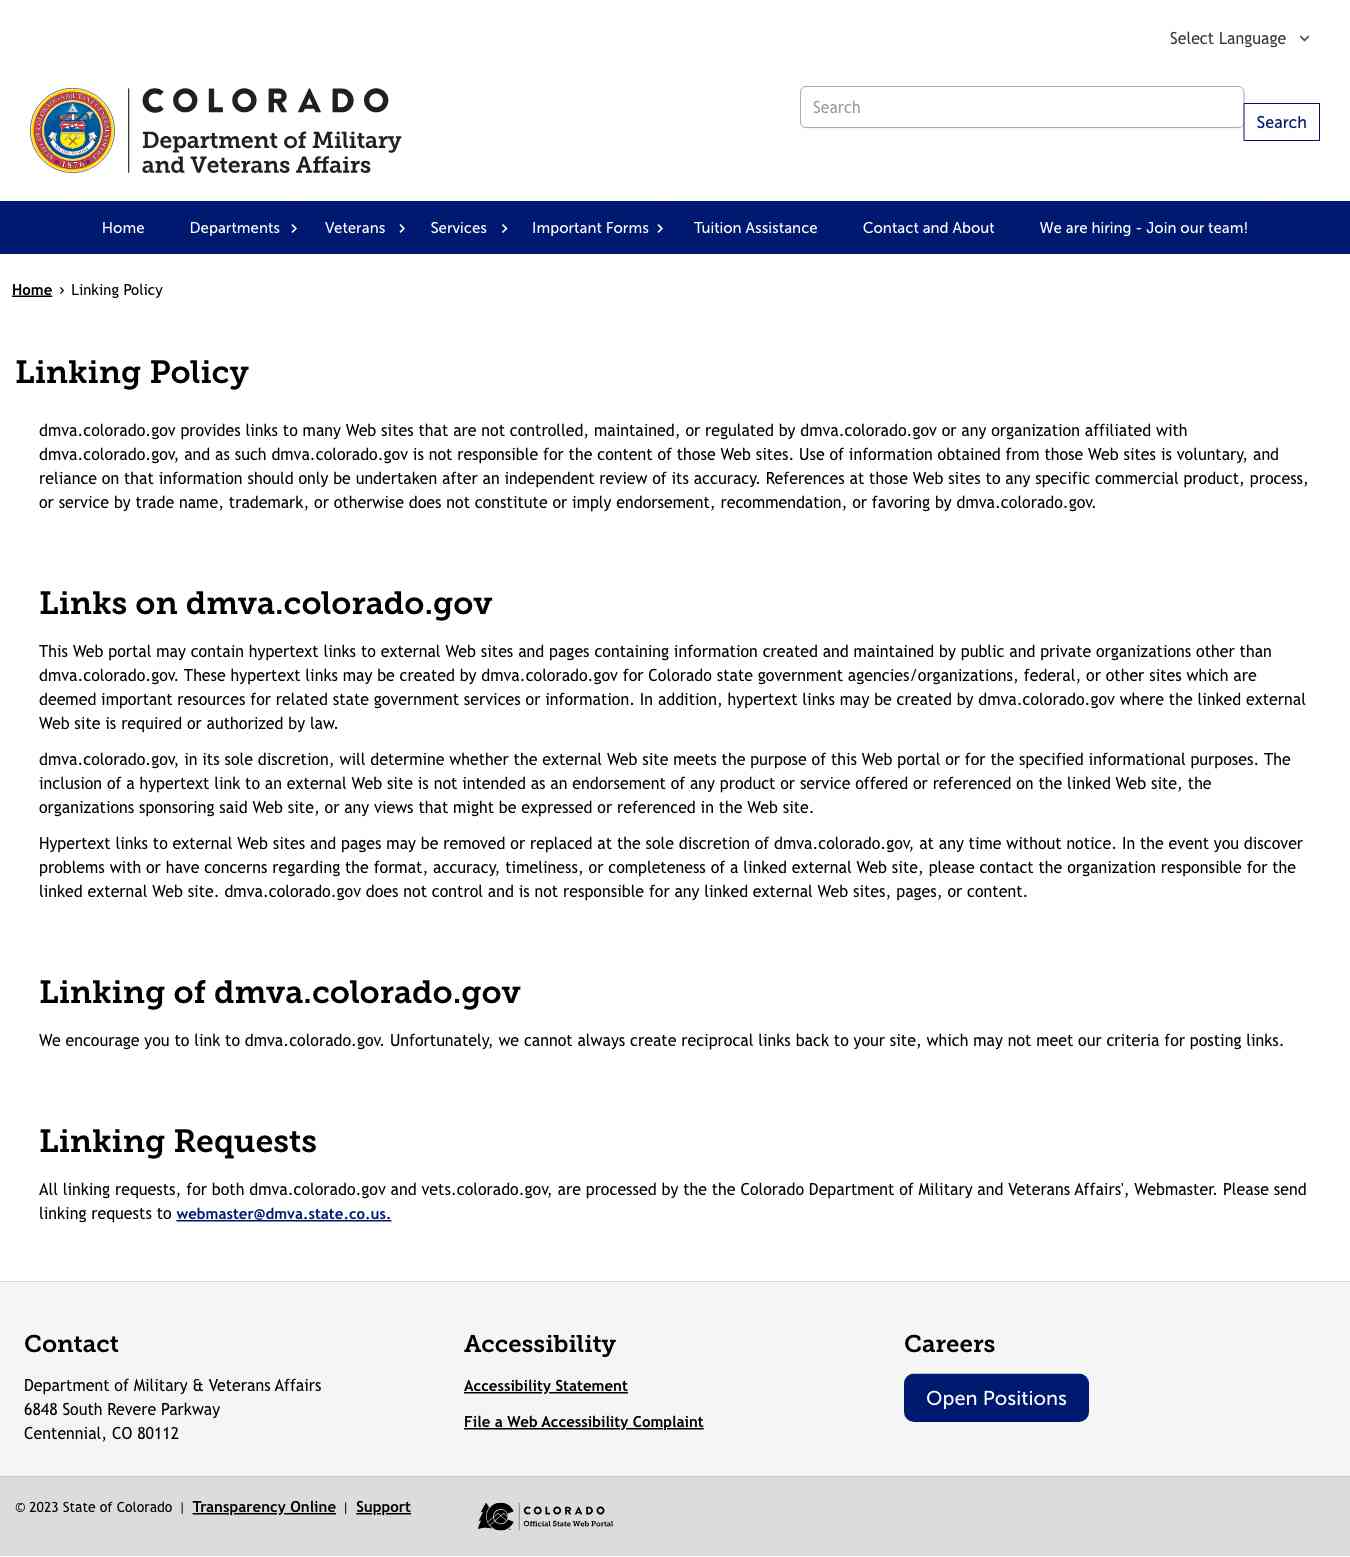 Select Language
COLORADO
Department of Military
and Veterans Affairs
Search
Search
Home Departments Veterans Services Important Forms Tuition Assistance Contact and About We are hiring - Join our team!
Home › Linking Policy
Linking Policy
dmva.colorado.gov provides links to many Web sites that are not controlled, maintained, or regulated by dmva.colorado.gov or any organization affiliated with
dmva.colorado.gov, and as such dmva.colorado.gov is not responsible for the content of those Web sites. Use of information obtained from those Web sites is voluntary, and
reliance on that information should only be undertaken after an independent review of its accuracy. References at those Web sites to any specific commercial product, process,
or service by trade name, trademark, or otherwise does not constitute or imply endorsement, recommendation, or favoring by dmva.colorado.gov.
Links on dmva.colorado.gov
This Web portal may contain hypertext links to external Web sites and pages containing information created and maintained by public and private organizations other than
dmva.colorado.gov. These hypertext links may be created by dmva.colorado.gov for Colorado state government agencies/organizations, federal, or other sites which are
deemed important resources for related state government services or information. In addition, hypertext links may be created by dmva.colorado.gov where the linked external
Web site is required or authorized by law.
dmva.colorado.gov, in its sole discretion, will determine whether the external Web site meets the purpose of this Web portal or for the specified informational purposes. The
inclusion of a hypertext link to an external Web site is not intended as an endorsement of any product or service offered or referenced on the linked Web site, the
organizations sponsoring said Web site, or any views that might be expressed or referenced in the Web site.
Hypertext links to external Web sites and pages may be removed or replaced at the sole discretion of dmva.colorado.gov, at any time without notice. In the event you discover
problems with or have concerns regarding the format, accuracy, timeliness, or completeness of a linked external Web site, please contact the organization responsible for the
linked external Web site. dmva.colorado.gov does not control and is not responsible for any linked external Web sites, pages, or content.
Linking of dmva.colorado.gov
We encourage you to link to dmva.colorado.gov. Unfortunately, we cannot always create reciprocal links back to your site, which may not meet our criteria for posting links.
Linking Requests
All linking requests, for both dmva.colorado.gov and vets.colorado.gov, are processed by the the Colorado Department of Military and Veterans Affairs', Webmaster. Please send
linking requests to webmaster@dmva.state.co.us.
Contact
Department of Military & Veterans Affairs
6848 South Revere Parkway
Centennial, CO 80112
Accessibility
Accessibility Statement
File a Web Accessibility Complaint
Careers
Open Positions
© 2023 State of Colorado | Transparency Online | Support
COLORADO
Official State Web Portal